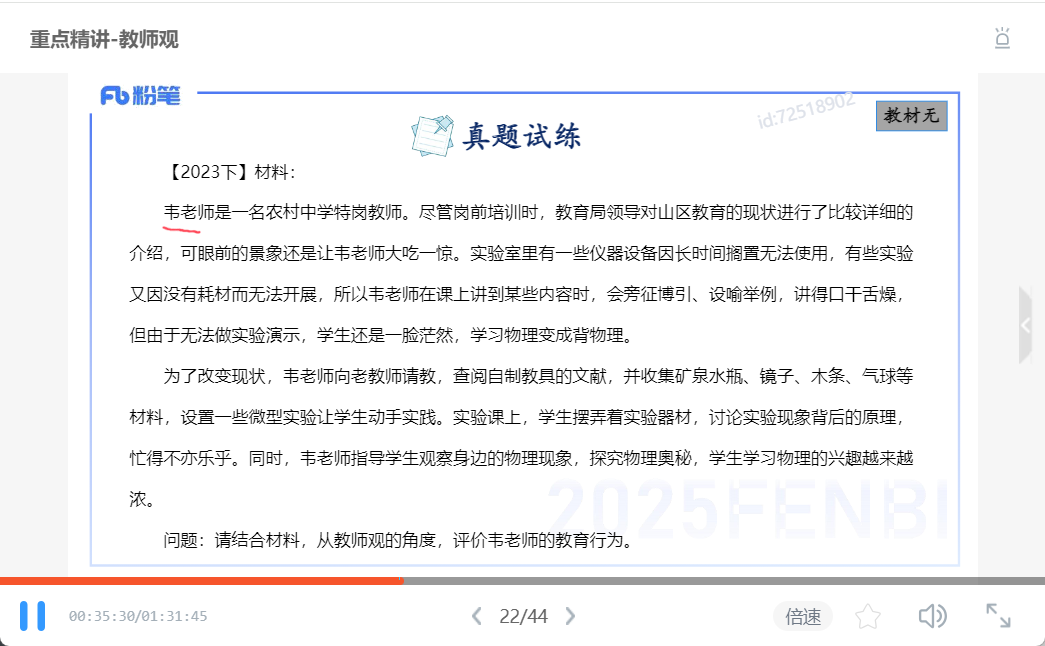 重点精讲-教师观
粉笔
id:72518902
教材无
真题试练
【2023下】材料：
韦老师是一名农村中学特岗教师。尽管岗前培训时，教育局领导对山区教育的现状进行了比较详细的
介绍，可眼前的景象还是让韦老师大吃一惊。实验室里有一些仪器设备因长时间搁置无法使用，有些实验
又因没有耗材而无法开展，所以韦老师在课上讲到某些内容时，会旁征博引、设喻举例，讲得口干舌燥，
但由于无法做实验演示，学生还是一脸茫然，学习物理变成背物理。
为了改变现状，韦老师向老教师请教，查阅自制教具的文献，并收集矿泉水瓶、镜子、木条、气球等
材料，设置一些微型实验让学生动手实践。实验课上，学生摆弄着实验器材，讨论实验现象背后的原理，
忙得不亦乐乎。同时，韦老师指导学生观察身边的物理现象，探究物理奥秘，学生学习物理的兴趣越来越
浓。
2025FENBI
问题：请结合材料，从教师观的角度，评价韦老师的教育行为。
00:35:30/01:31:45
22/44
倍速